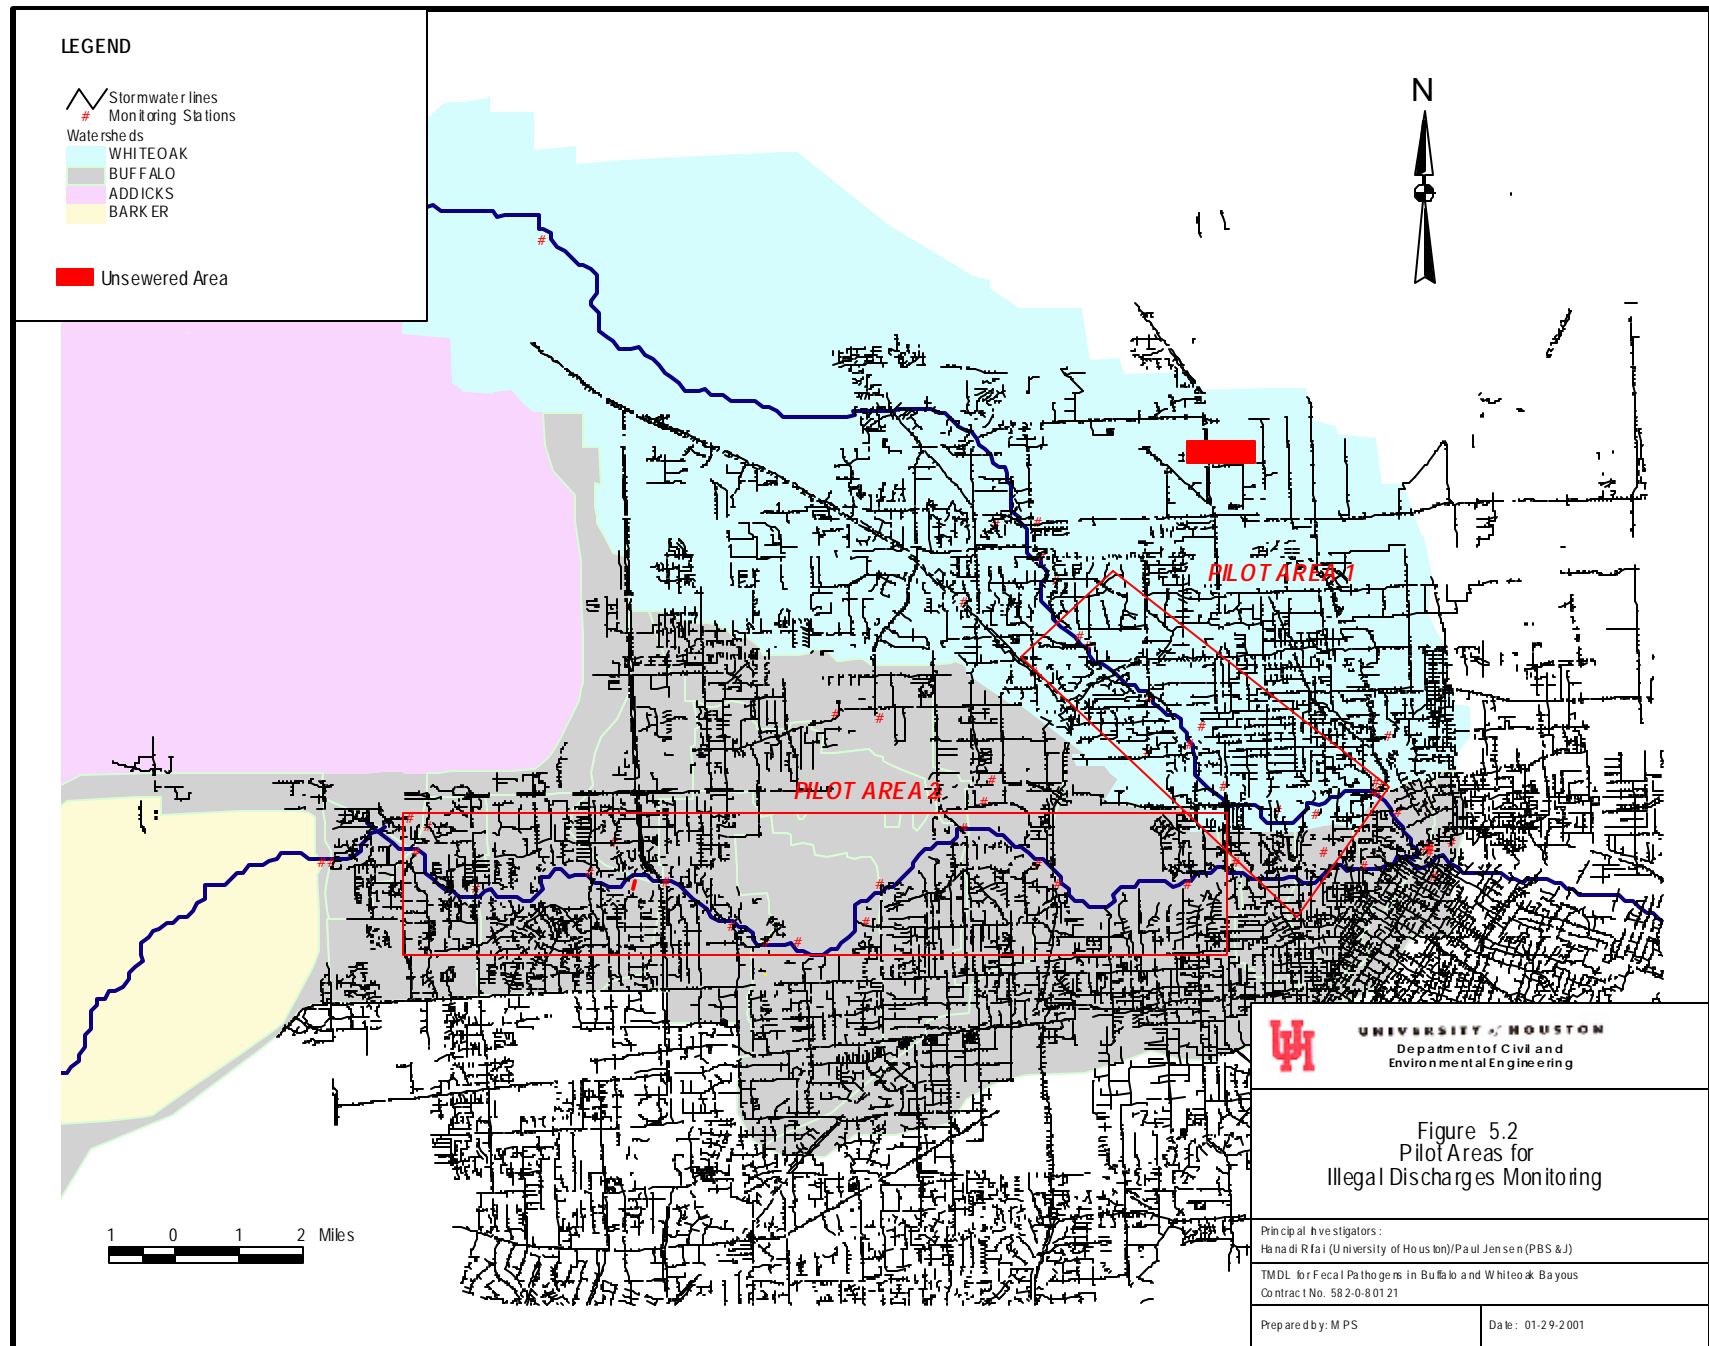 LEGEND
Stormwater lines
# Monitoring Stations
Watersheds
WHITEOAK
BUFFALO
ADDICKS
BARKER
Unsewered Area
N
PILOT AREA 1
PILOT AREA 2
1 0 1 2 Miles
UH
UNIVERSITY of HOUSTON
Department of Civil and
Environmental Engineering
Figure 5.2
Pilot Areas for
Illegal Discharges Monitoring
Principal Investigators:
Hanadi Rifai (University of Houston)/Paul Jensen (PBS&J)
TMDL for Fecal Pathogens in Buffalo and Whiteoak Bayous
Contract No. 582-0-80121
Prepared by: MPS
Date: 01-29-2001